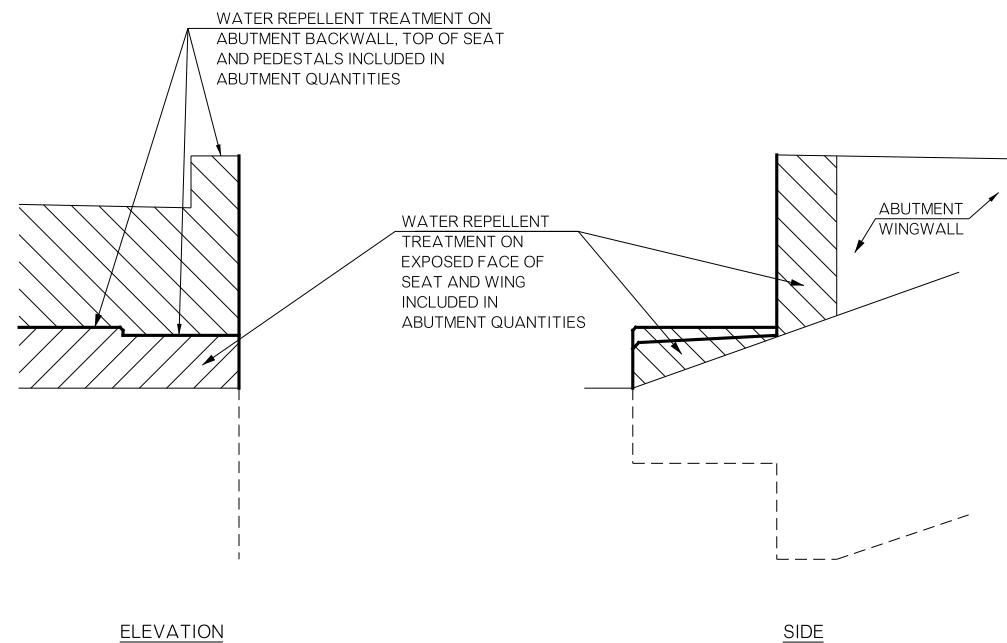 WATER REPELLENT TREATMENT ON
ABUTMENT BACKWALL, TOP OF SEAT
AND PEDESTALS INCLUDED IN
ABUTMENT QUANTITIES
WATER REPELLENT
TREATMENT ON
EXPOSED FACE OF
SEAT AND WING
INCLUDED IN
ABUTMENT QUANTITIES
ABUTMENT
WINGWALL
ELEVATION
SIDE